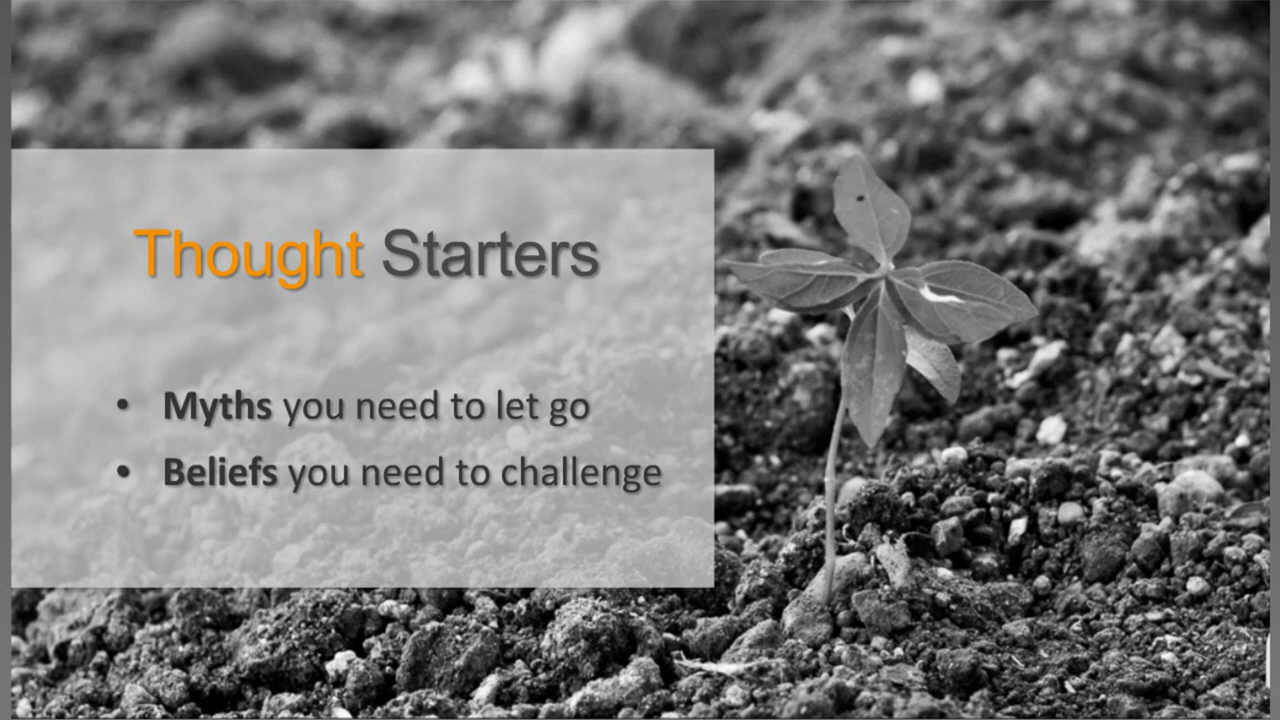 Thought Starters
• Myths you need to let go
• Beliefs you need to challenge